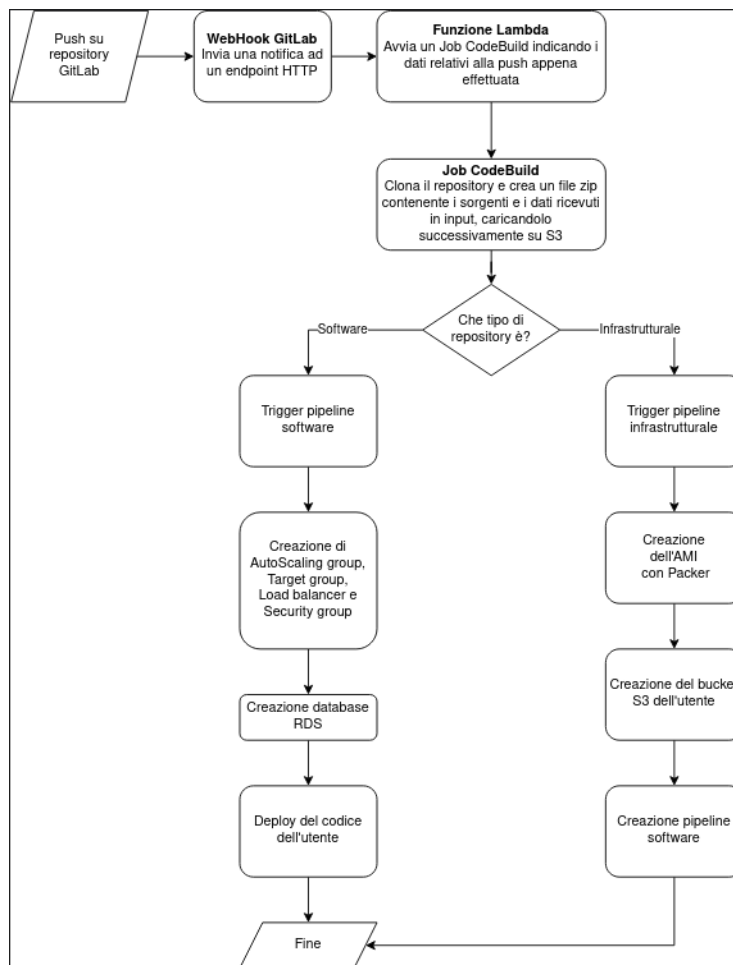 Push su
repository
GitLab
WebHook GitLab
Invia una notifica ad
un endpoint HTTP
Funzione Lambda
Avvia un Job CodeBuild indicando i
dati relativi alla push appena
effettuata
Job CodeBuild
Clona il repository e crea un file zip
contenente i sorgenti e i dati ricevuti
in input, caricandolo
successivamente su S3
Che tipo di
repository è?
Software
Infrastrutturale
Trigger pipeline
software
Trigger pipeline
infrastrutturale
Creazione di
AutoScaling group,
Target group,
Load balancer e
Security group
Creazione
dell'AMI
con Packer
Creazione database
RDS
Creazione del bucket
S3 dell'utente
Deploy del codice
dell'utente
Creazione pipeline
software
Fine